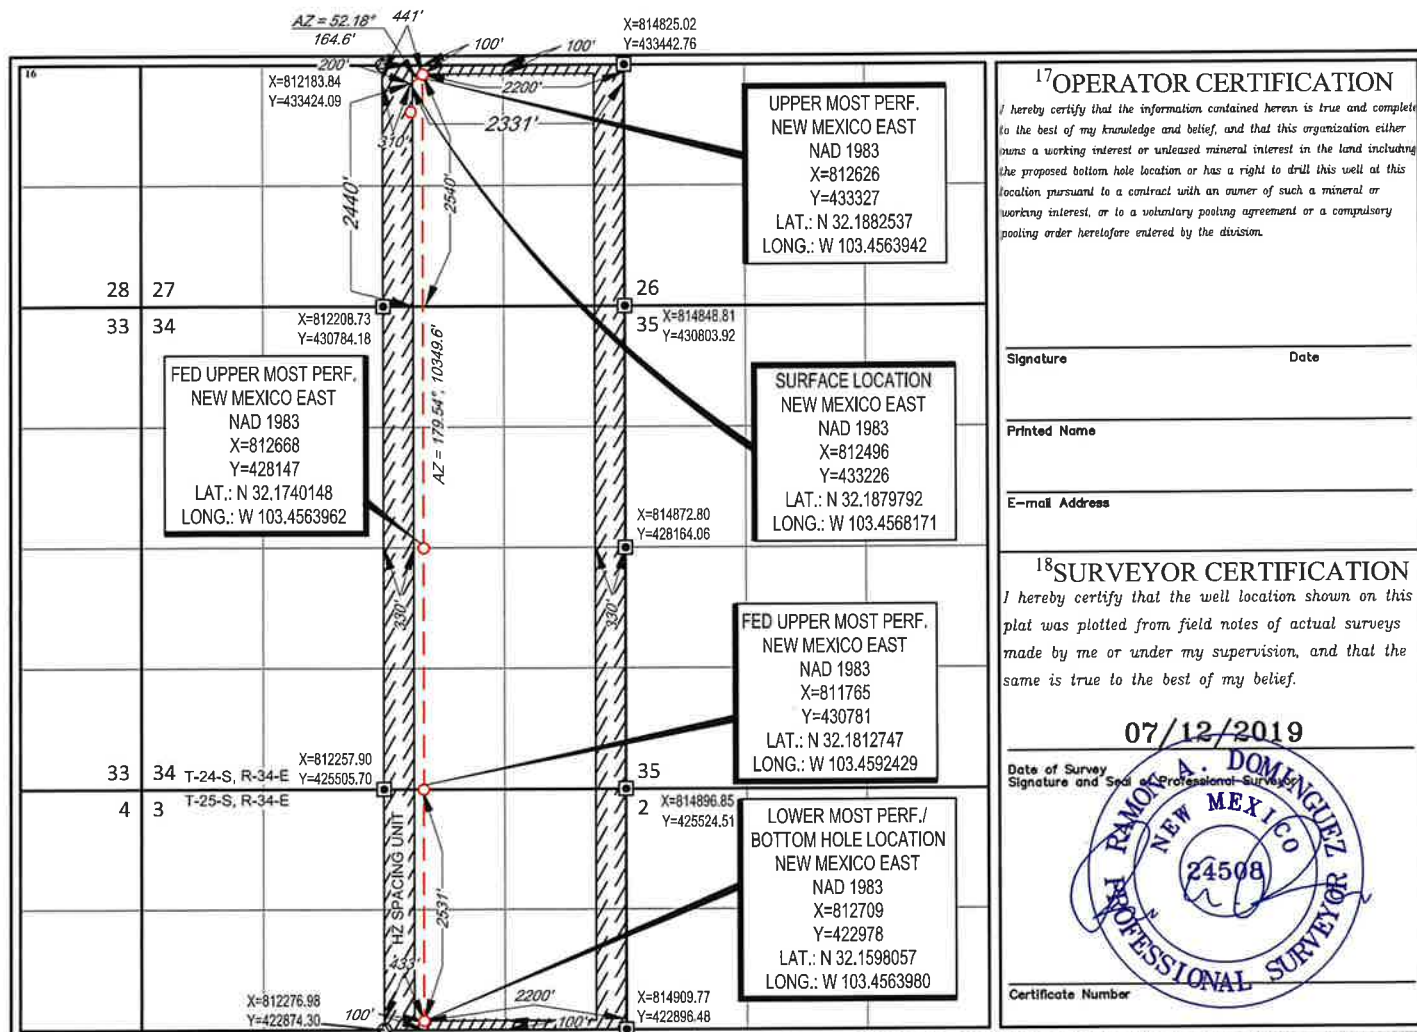 AZ = 52.18°
164.6'
441'
100'
100'
X=814825.02
Y=433442.76
16
200'
X=812183.84
Y=433424.09
2200'
2331'
310'
2440'
2540'
UPPER MOST PERF.
NEW MEXICO EAST
NAD 1983
X=812626
Y=433327
LAT.: N 32.1882537
LONG.: W 103.4563942
28 27
26
33 34
35
X=812208.73
Y=430784.18
X=814848.81
Y=430803.92
AZ = 179.54°, 10349.6'
FED UPPER MOST PERF.
NEW MEXICO EAST
NAD 1983
X=812668
Y=428147
LAT.: N 32.1740148
LONG.: W 103.4563962
SURFACE LOCATION
NEW MEXICO EAST
NAD 1983
X=812496
Y=433226
LAT.: N 32.1879792
LONG.: W 103.4568171
X=814872.80
Y=428164.06
330'
330'
FED UPPER MOST PERF.
NEW MEXICO EAST
NAD 1983
X=811765
Y=430781
LAT.: N 32.1812747
LONG.: W 103.4592429
33 34 T-24-S, R-34-E
4 3 T-25-S, R-34-E
X=812257.90
Y=425505.70
35
2
X=814896.85
Y=425524.51
HZ SPACING UNIT
2531'
LOWER MOST PERF./
BOTTOM HOLE LOCATION
NEW MEXICO EAST
NAD 1983
X=812709
Y=422978
LAT.: N 32.1598057
LONG.: W 103.4563980
433'
X=812276.98
Y=422874.30
100'
2200'
100'
X=814909.77
Y=422896.48
17 OPERATOR CERTIFICATION
I hereby certify that the information contained herein is true and complete
to the best of my knowledge and belief, and that this organization either
owns a working interest or unleased mineral interest in the land including
the proposed bottom hole location or has a right to drill this well at this
location pursuant to a contract with an owner of such a mineral or
working interest, or to a voluntary pooling agreement or a compulsory
pooling order heretofore entered by the division.
Signature Date
Printed Name
E-mail Address
18 SURVEYOR CERTIFICATION
I hereby certify that the well location shown on this
plat was plotted from field notes of actual surveys
made by me or under my supervision, and that the
same is true to the best of my belief.
07/12/2019
Date of Survey
Signature and Seal of Professional Surveyor
RAMON A. DOMINGUEZ
NEW MEXICO
24508
PROFESSIONAL SURVEYOR
Certificate Number